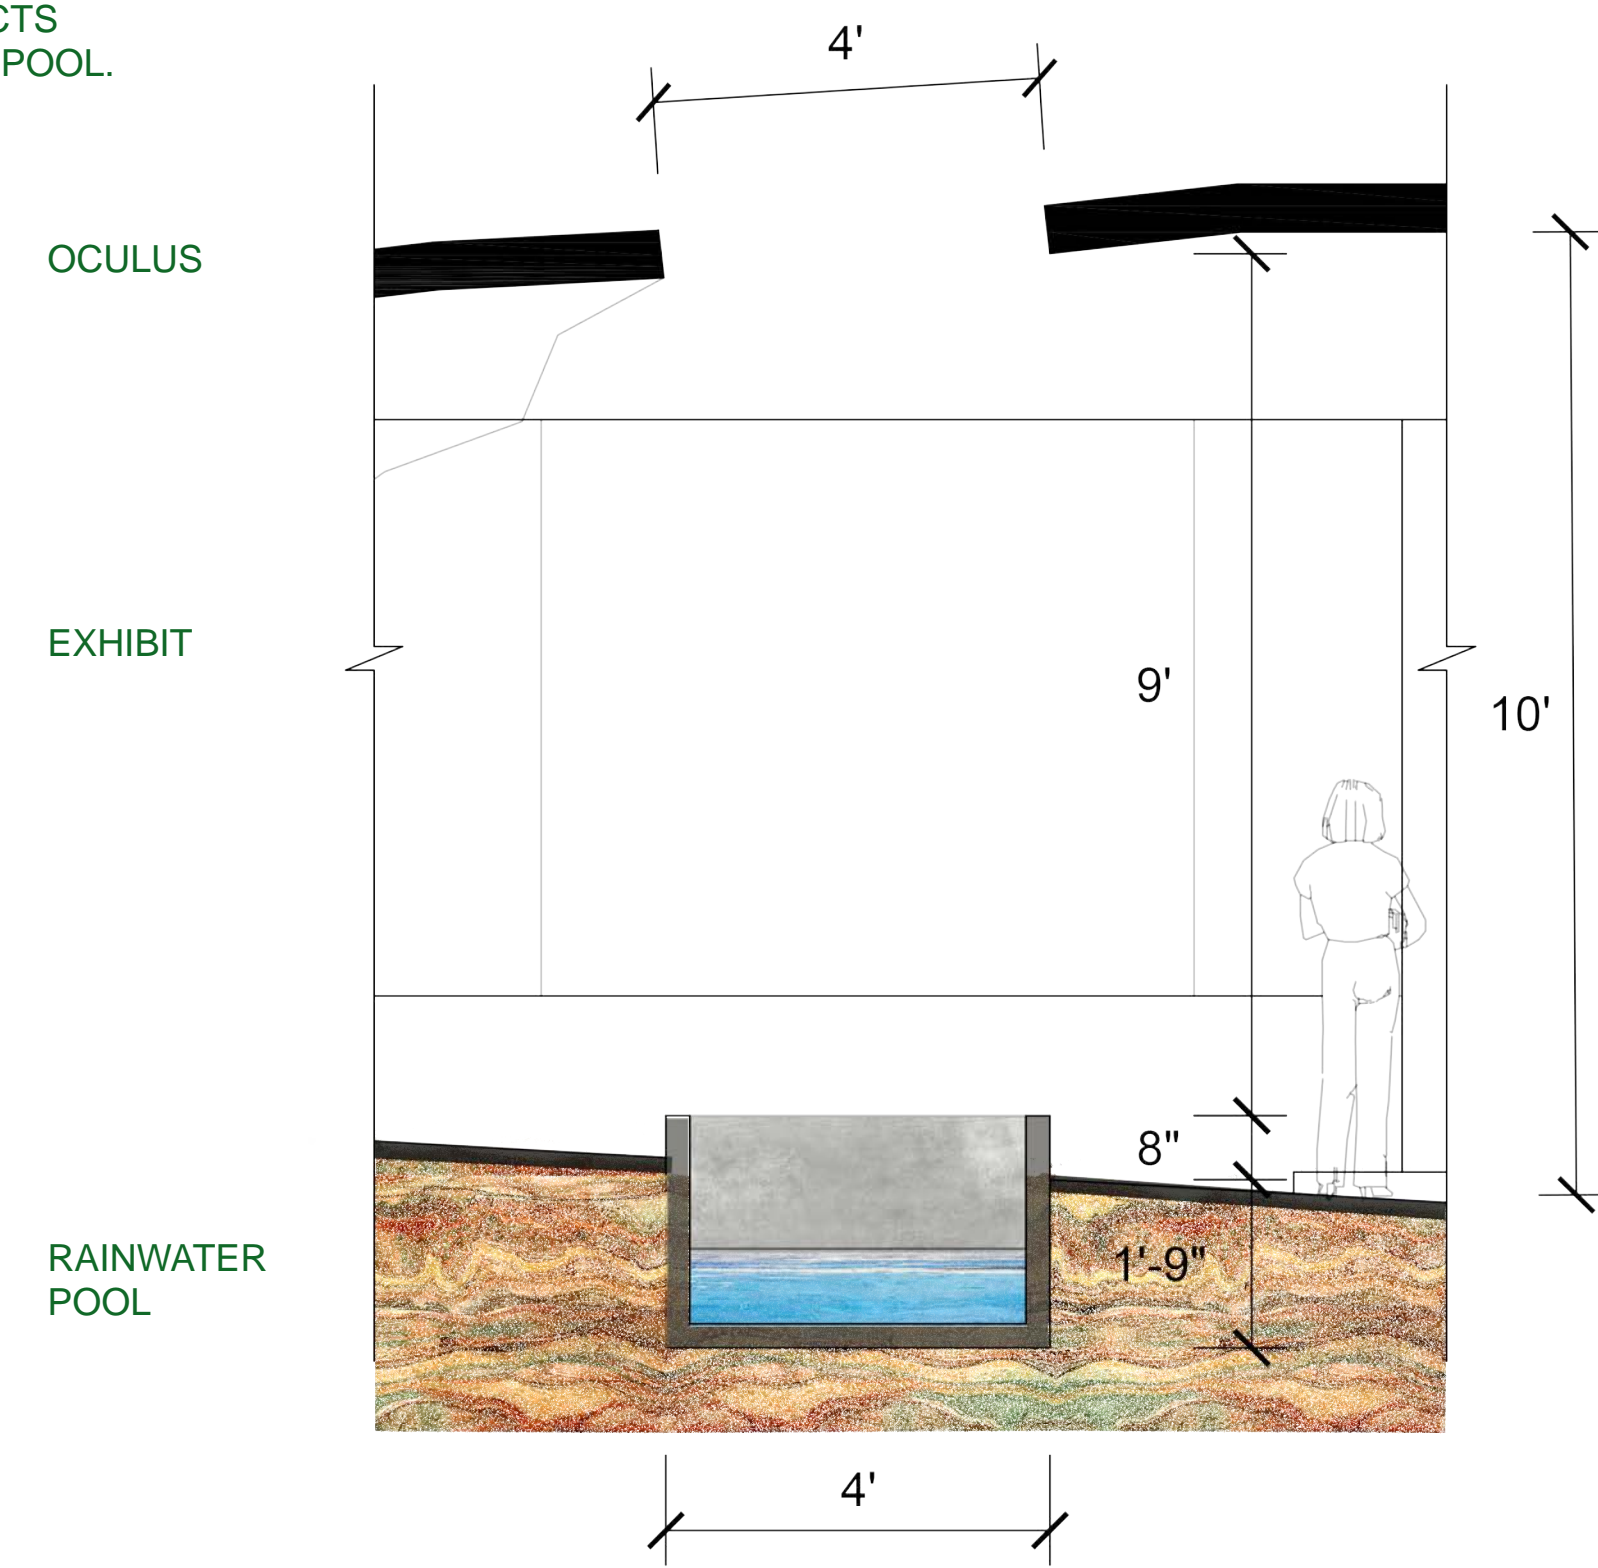 CTS
POOL.
4'
OCULUS
EXHIBIT
9'
10'
8"
1'-9"
RAINWATER
POOL
4'